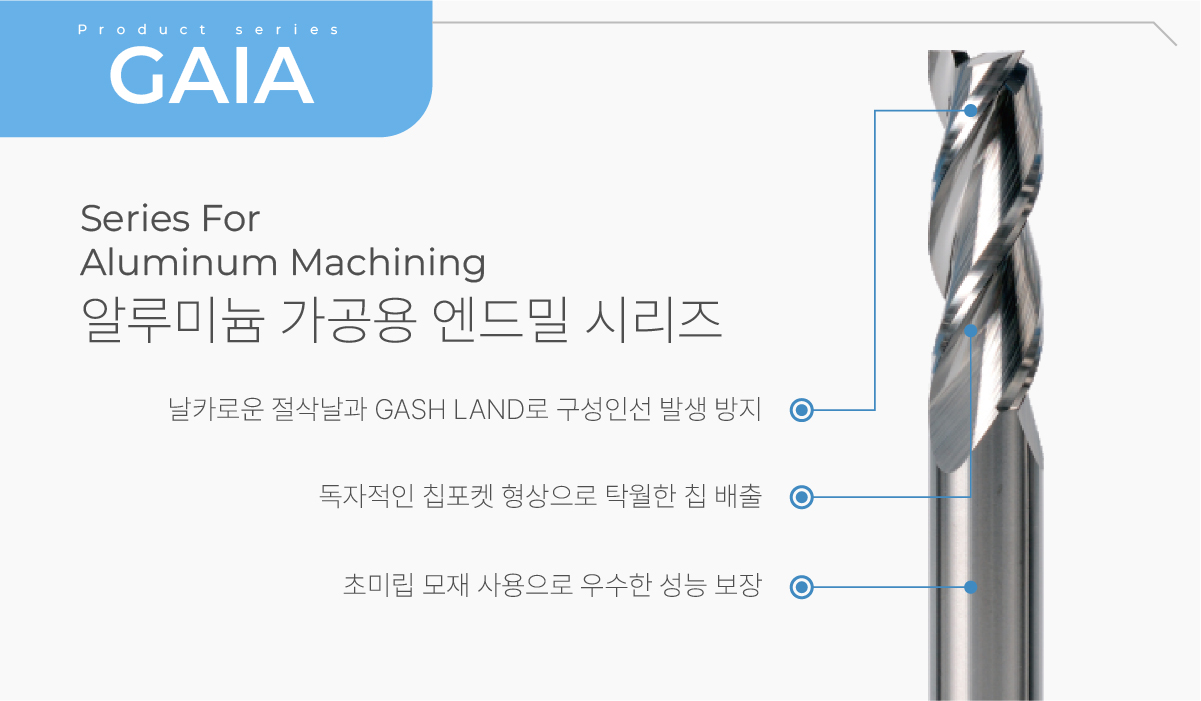 Product series
GAIA
Series For
Aluminum Machining
알루미늄 가공용 엔드밀 시리즈
날카로운 절삭날과 GASH LAND로 구성인선 발생 방지
독자적인 칩포켓 형상으로 탁월한 칩 배출
초미립 모재 사용으로 우수한 성능 보장